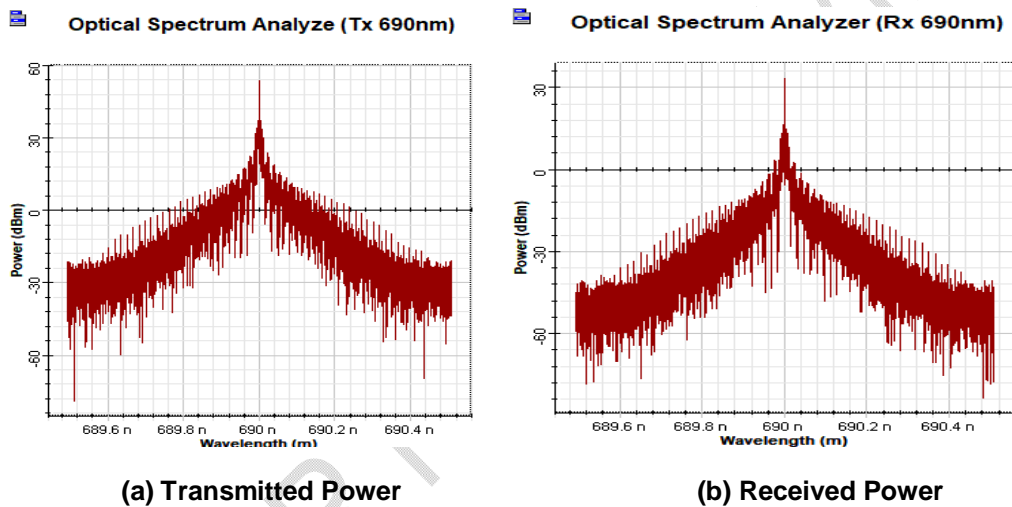 Optical Spectrum Analyze (Tx 690nm)
60
30
0
-30
-60
Power (dBm)
689.6 n 689.8 n 690 n 690.2 n 690.4 n
Wavelength (m)
(a) Transmitted Power
Optical Spectrum Analyzer (Rx 690nm)
30
0
-30
-60
Power (dBm)
689.6 n 689.8 n 690 n 690.2 n 690.4 n
Wavelength (m)
(b) Received Power